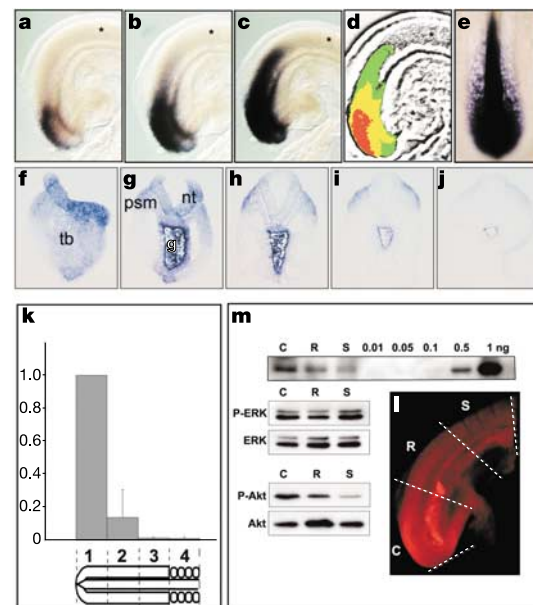 a b c d e
f g h i j
psm nt
tb g
k
1.0
0.8
0.6
0.4
0.2
0
1 2 3 4
m
C R S 0.01 0.05 0.1 0.5 1 ng
C R S
P-ERK
ERK
C R S
P-Akt
Akt
l
S
R
C